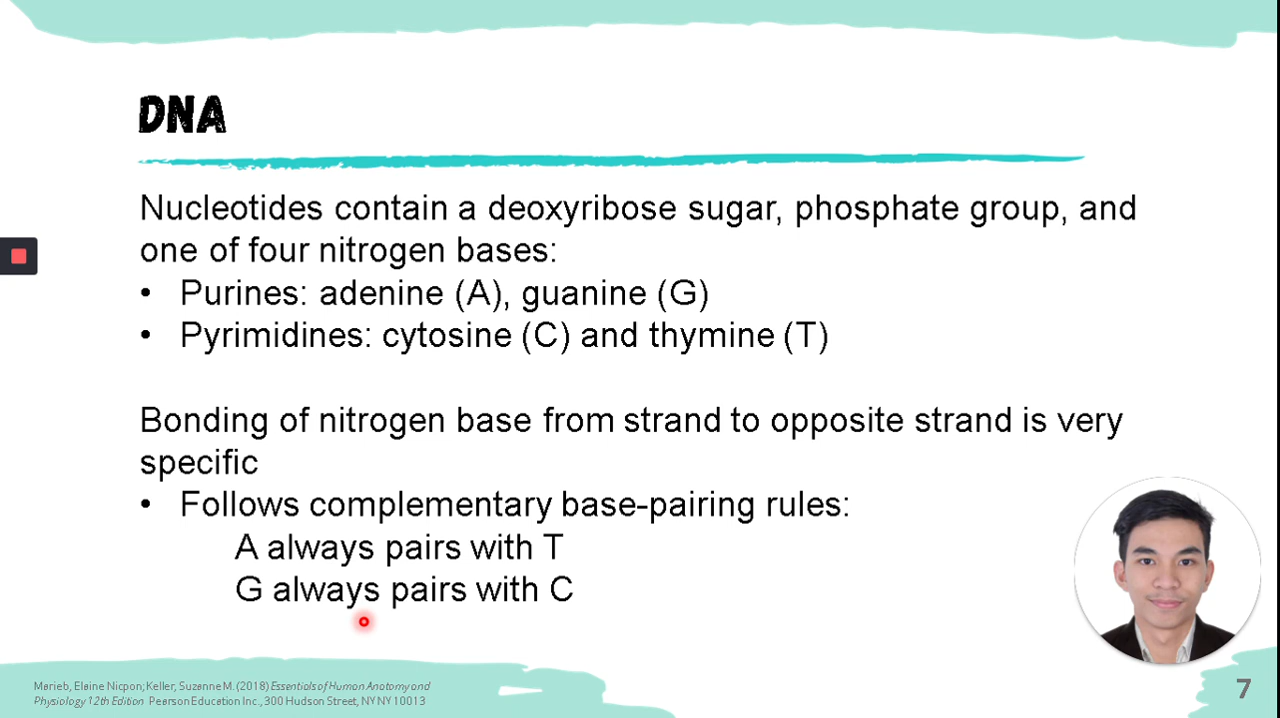 DNA
Nucleotides contain a deoxyribose sugar, phosphate group, and
one of four nitrogen bases:
• Purines: adenine (A), guanine (G)
• Pyrimidines: cytosine (C) and thymine (T)
Bonding of nitrogen base from strand to opposite strand is very
specific
• Follows complementary base-pairing rules:
A always pairs with T
G always pairs with C
Marieb, Elaine Nicpon; Keller, Suzanne M. (2018) Essentials of Human Anatomy and
Physiology 12th Edition Pearson Education Inc., 300 Hudson Street, NY NY 10013
7